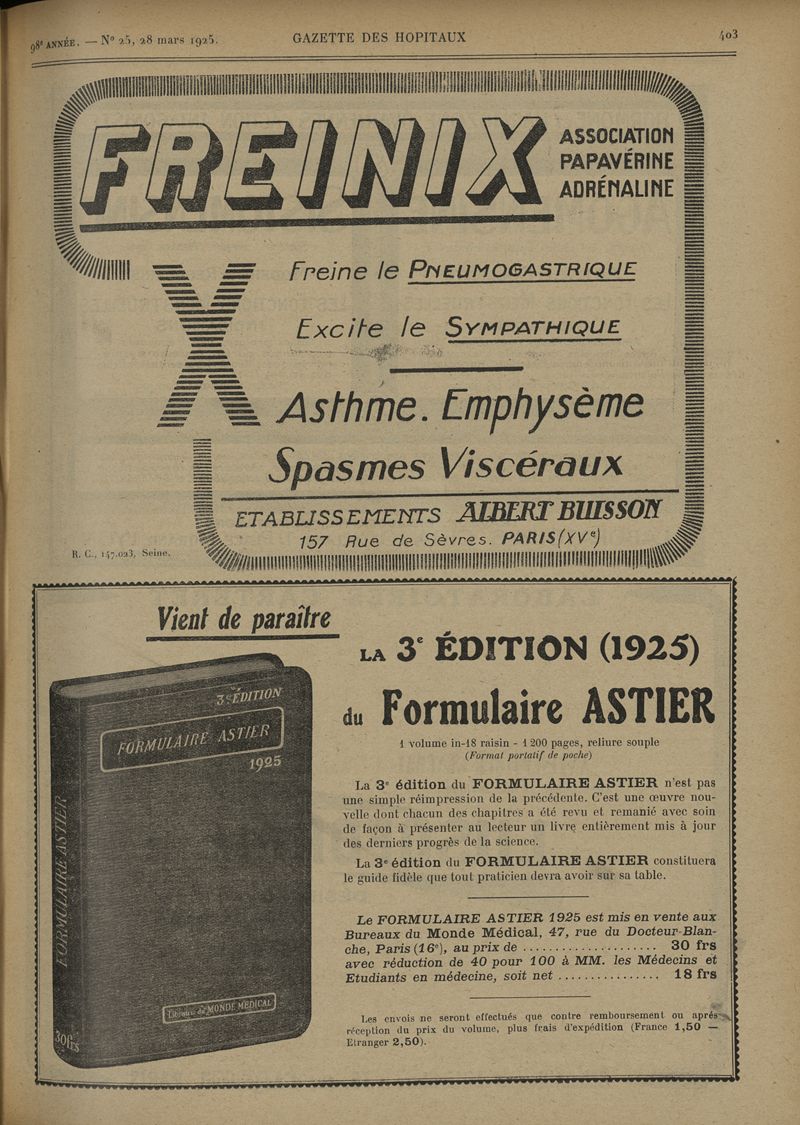 98e ANNÉE. — No 25, 28 mars 1925.
GAZETTE DES HOPITAUX
403
FREINIX
ASSOCIATION
PAPAVÉRINE
ADRÉNALINE
X
Freine le PNEUMOGASTRIQUE
Excite le SYMPATHIQUE
Asthme. Emphysème
Spasmes Viscéraux
ETABLISSEMENTS ALBERT BUISSON
157 Rue de Sèvres. PARIS (XVe)
R. C., 147.023, Seine.
Vient de paraître
LA 3e ÉDITION (1925)
du Formulaire ASTIER
1 volume in-18 raisin - 1 200 pages, reliure souple
(Format portatif de poche)
La 3e édition du FORMULAIRE ASTIER n'est pas
une simple réimpression de la précédente. C'est une œuvre nou-
velle dont chacun des chapitres a été revu et remanié avec soin
de façon à présenter au lecteur un livre entièrement mis à jour
des derniers progrès de la science.
La 3e édition du FORMULAIRE ASTIER constituera
le guide fidèle que tout praticien devra avoir sur sa table.
Le FORMULAIRE ASTIER 1925 est mis en vente aux
Bureaux du Monde Médical, 47, rue du Docteur-Blan-
che, Paris (16e), au prix de ..................... 30 frs
avec réduction de 40 pour 100 à MM. les Médecins et
Etudiants en médecine, soit net ................ 18 frs
Les envois ne seront effectués que contre remboursement ou après
réception du prix du volume, plus frais d'expédition (France 1,50 —
Etranger 2,50).
3e ÉDITION
FORMULAIRE ASTIER
1925
FORMULAIRE ASTIER
Librairie du MONDE MÉDICAL
30frs